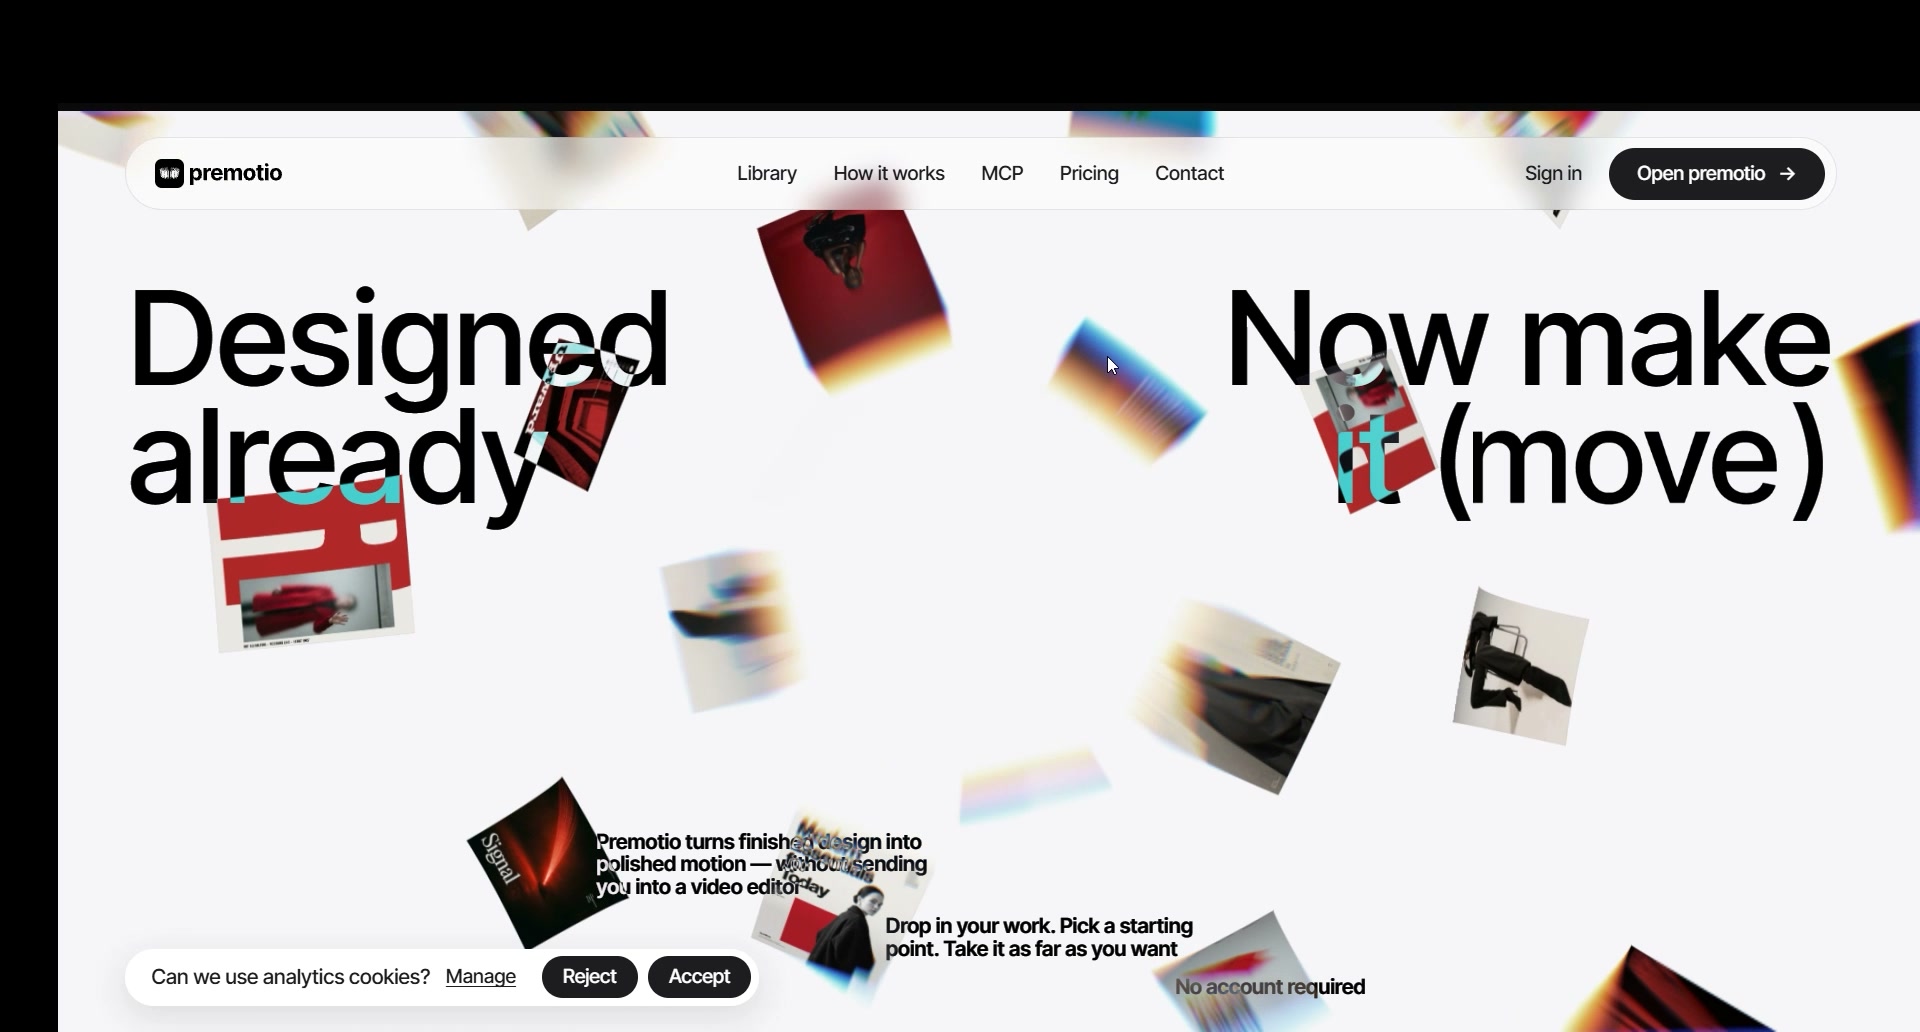 premotio
Library
How it works
MCP
Pricing
Contact
Sign in
Open premotio →
Designed
already
Now make
it (move)
Signal
Premotio turns finished design into
polished motion — without sending
you into a video editor
Today
Drop in your work. Pick a starting
point. Take it as far as you want
No account required
Can we use analytics cookies?
Manage
Reject
Accept